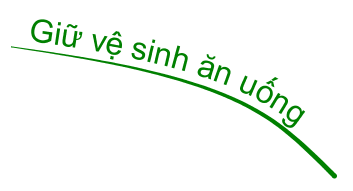 Giữ vệ sinh ăn uống